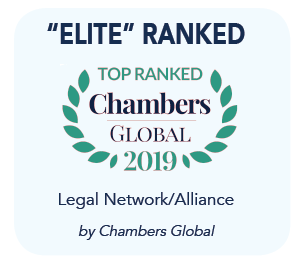 “ELITE” RANKED
TOP RANKED
Chambers
GLOBAL
2019
Legal Network/Alliance
by Chambers Global